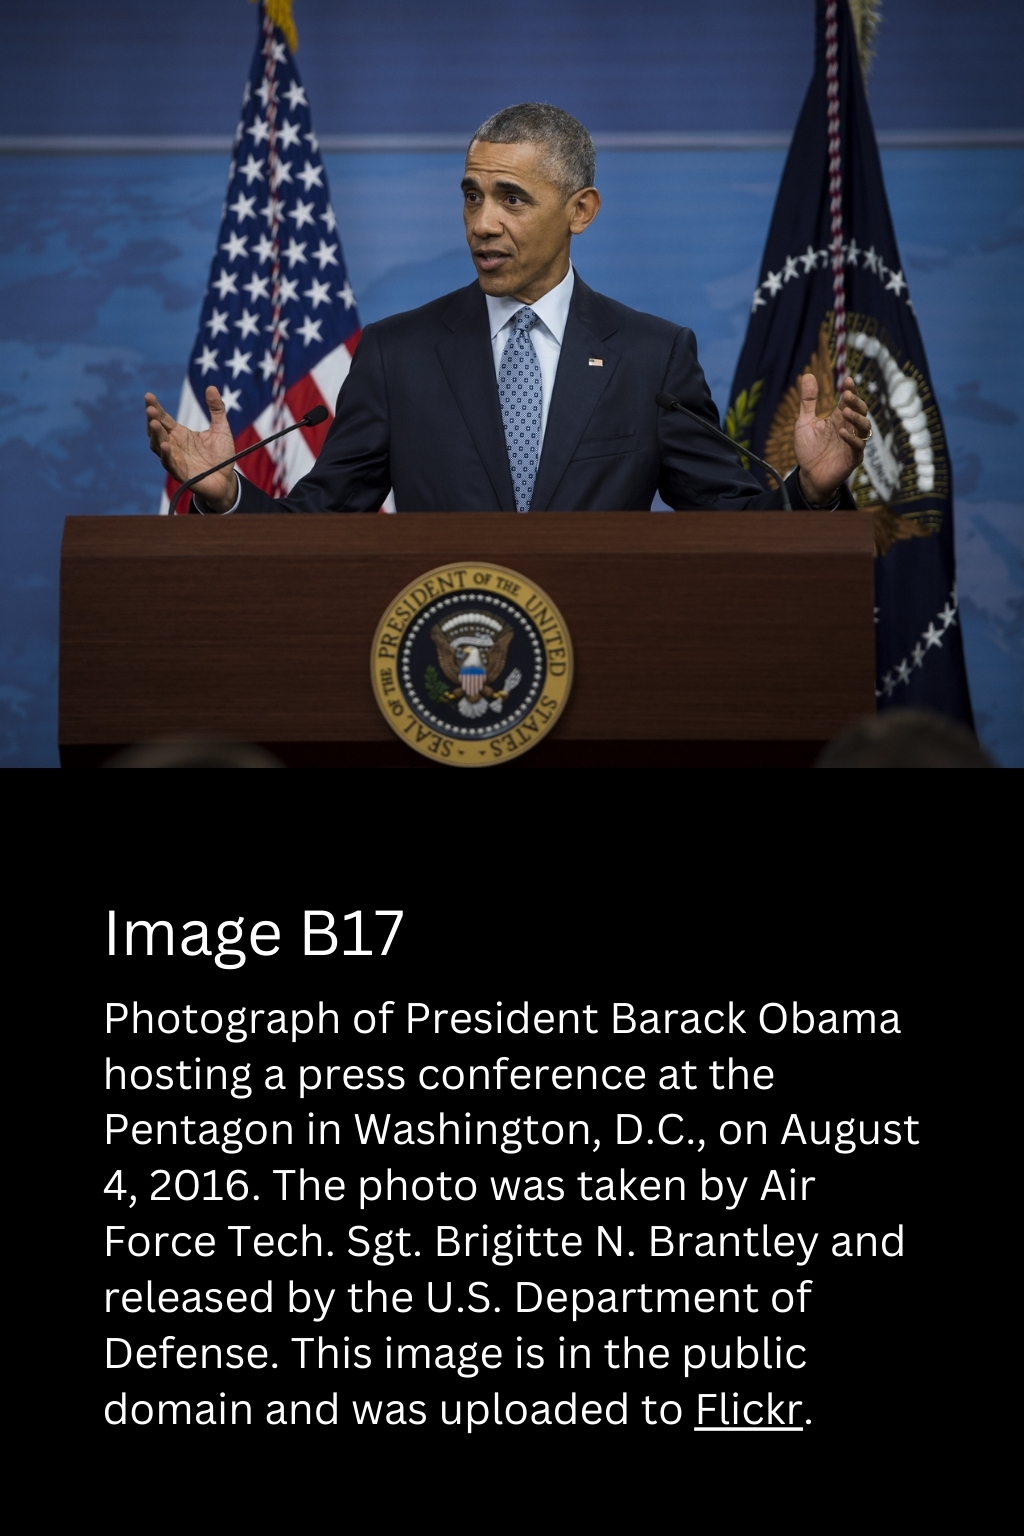 SEAL OF THE PRESIDENT OF THE UNITED STATES
Image B17
Photograph of President Barack Obama
hosting a press conference at the
Pentagon in Washington, D.C., on August
4, 2016. The photo was taken by Air
Force Tech. Sgt. Brigitte N. Brantley and
released by the U.S. Department of
Defense. This image is in the public
domain and was uploaded to Flickr.